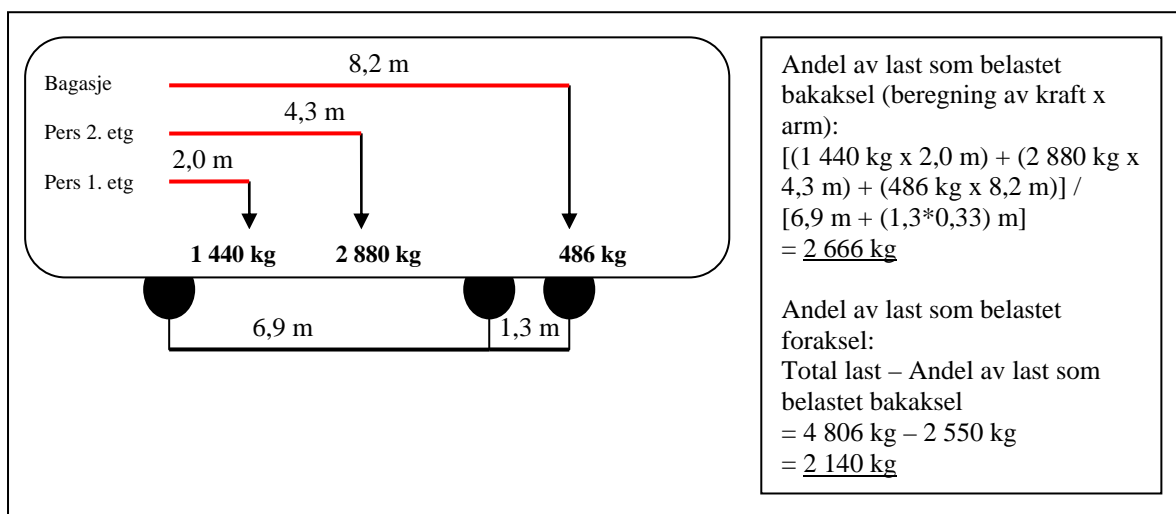 8,2 m
Bagasje
4,3 m
Pers 2. etg
2,0 m
Pers 1. etg
1 440 kg 2 880 kg 486 kg
6,9 m 1,3 m
Andel av last som belastet
bakaksel (beregning av kraft x
arm):
[(1 440 kg x 2,0 m) + (2 880 kg x
4,3 m) + (486 kg x 8,2 m)] /
[6,9 m + (1,3*0,33) m]
= 2 666 kg
Andel av last som belastet
foraksel:
Total last – Andel av last som
belastet bakaksel
= 4 806 kg – 2 550 kg
= 2 140 kg